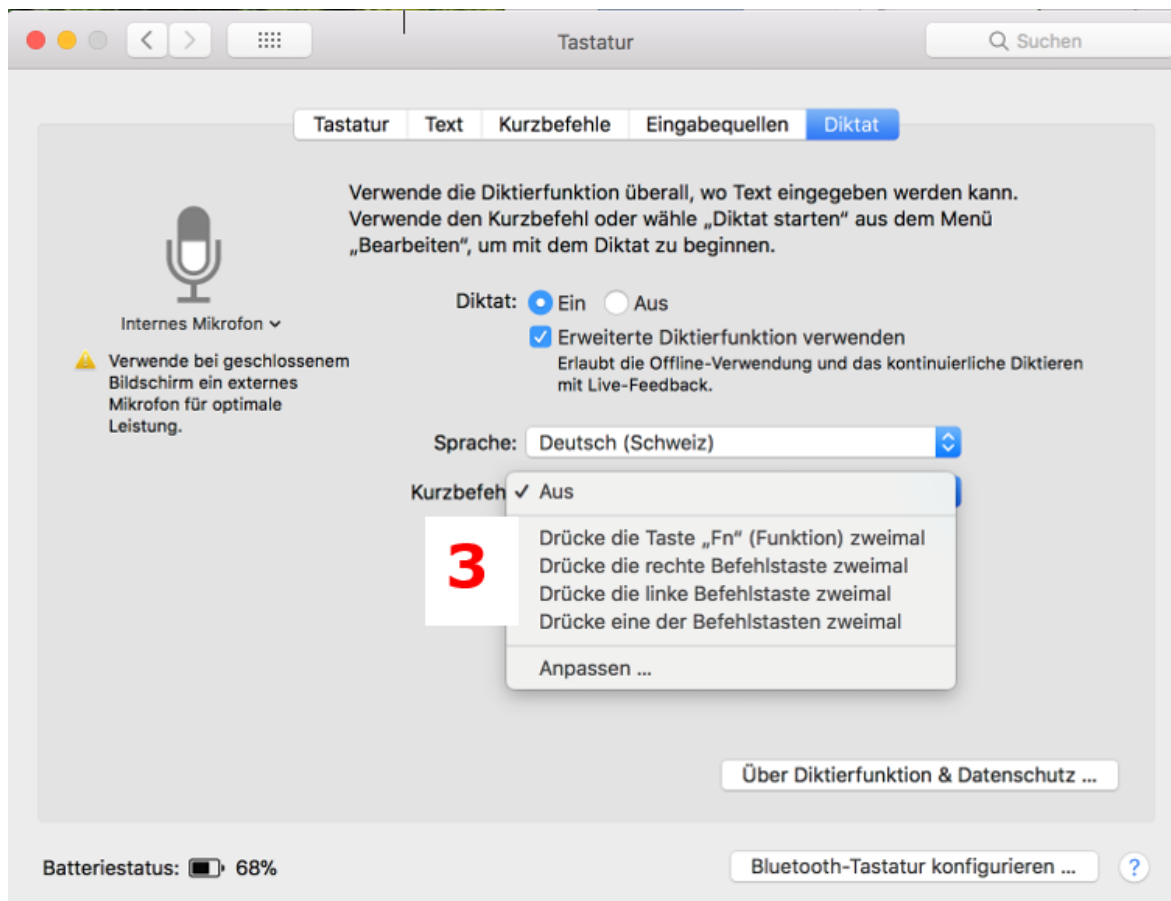 Tastatur
Suchen
Tastatur
Text
Kurzbefehle
Eingabequellen
Diktat
Verwende die Diktierfunktion überall, wo Text eingegeben werden kann.
Verwende den Kurzbefehl oder wähle „Diktat starten“ aus dem Menü
„Bearbeiten“, um mit dem Diktat zu beginnen.
Internes Mikrofon
Verwende bei geschlossenem
Bildschirm ein externes
Mikrofon für optimale
Leistung.
Diktat: Ein Aus
Erweiterte Diktierfunktion verwenden
Erlaubt die Offline-Verwendung und das kontinuierliche Diktieren
mit Live-Feedback.
Sprache: Deutsch (Schweiz)
Kurzbefeh ✓ Aus
3
Drücke die Taste „Fn“ (Funktion) zweimal
Drücke die rechte Befehlstaste zweimal
Drücke die linke Befehlstaste zweimal
Drücke eine der Befehlstasten zweimal
Anpassen ...
Über Diktierfunktion & Datenschutz ...
Batteriestatus: 68%
Bluetooth-Tastatur konfigurieren ...
?